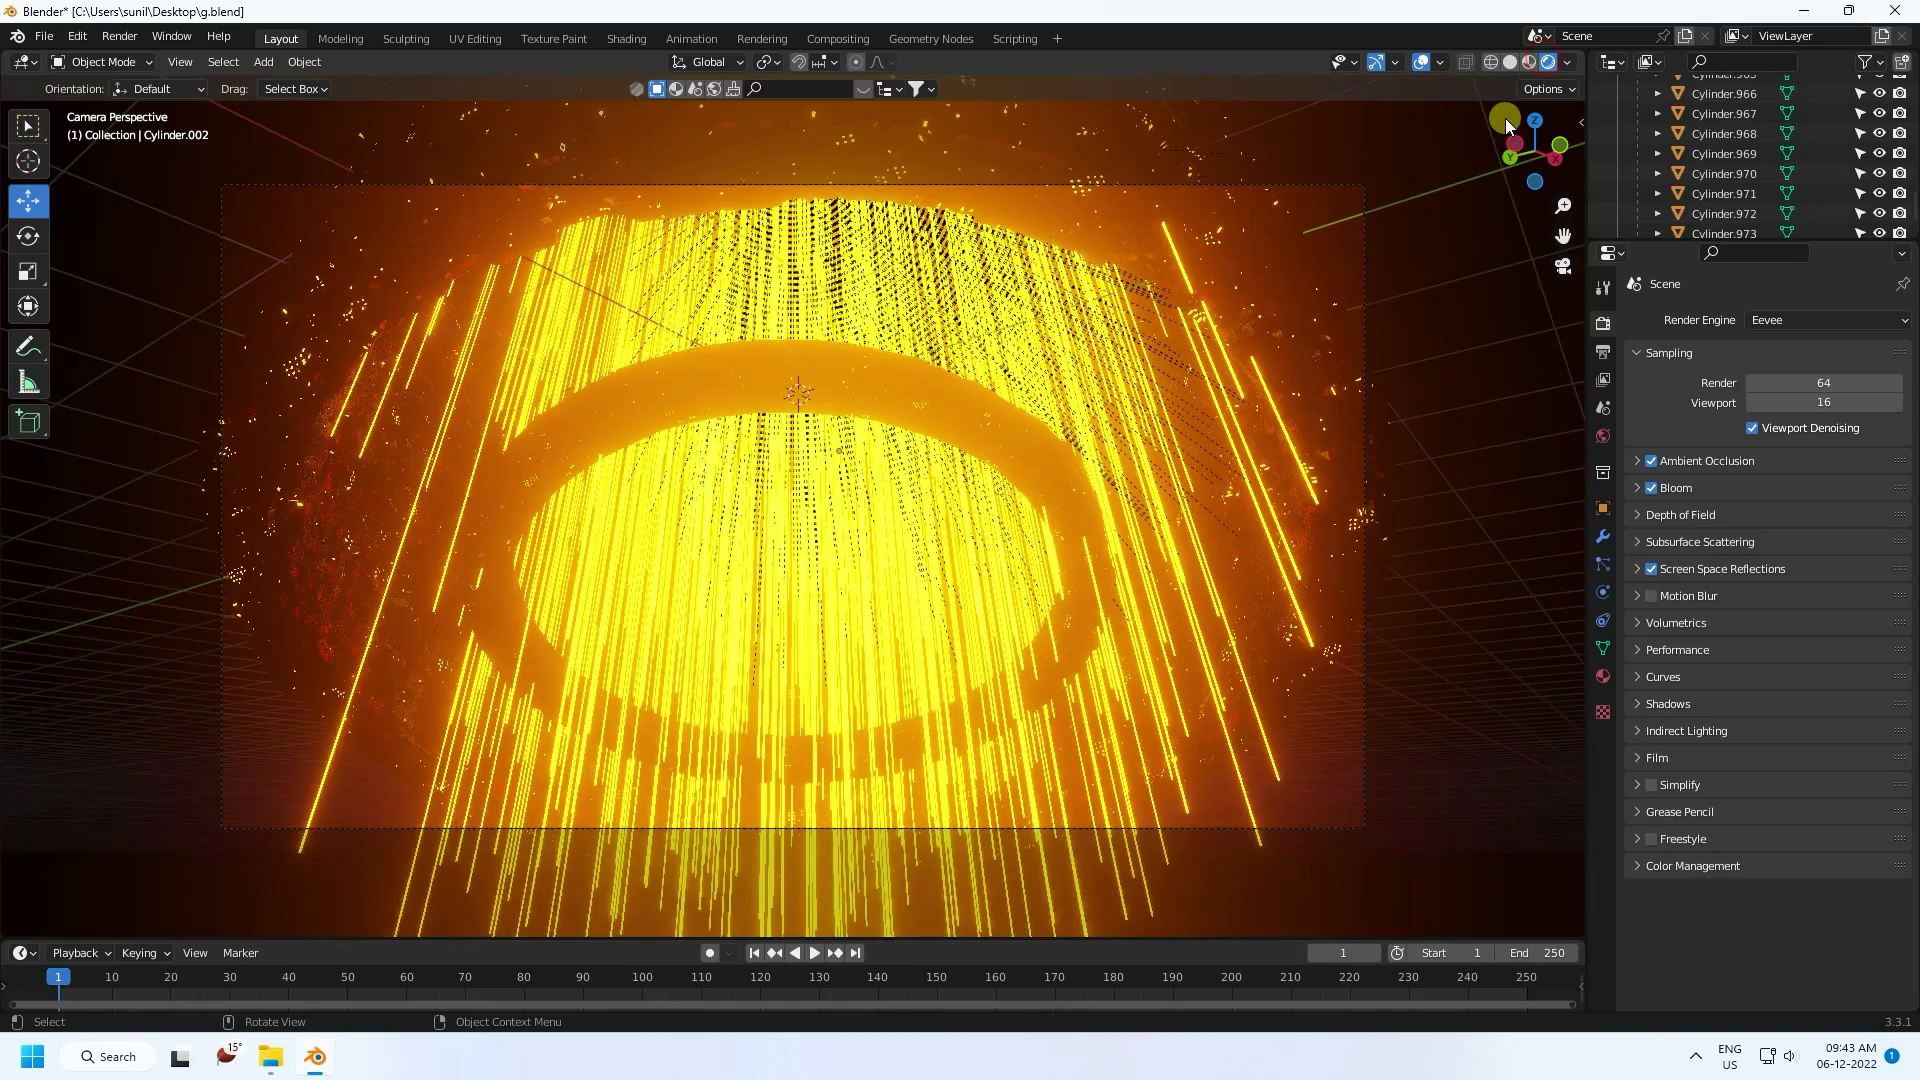 Blender* [C:\Users\sunil\Desktop\g.blend]
File Edit Render Window Help Layout Modeling Sculpting UV Editing Texture Paint Shading Animation Rendering Compositing Geometry Nodes Scripting + Scene ViewLayer
Object Mode View Select Add Object Global
Orientation: Default Drag: Select Box Options
Camera Perspective
(1) Collection | Cylinder.002
Z
Y X
Cylinder.965
Cylinder.966
Cylinder.967
Cylinder.968
Cylinder.969
Cylinder.970
Cylinder.971
Cylinder.972
Cylinder.973
Scene
Render Engine Eevee
Sampling
Render 64
Viewport 16
Viewport Denoising
Ambient Occlusion
Bloom
Depth of Field
Subsurface Scattering
Screen Space Reflections
Motion Blur
Volumetrics
Performance
Curves
Shadows
Indirect Lighting
Film
Simplify
Grease Pencil
Freestyle
Color Management
Playback Keying View Marker 1 Start 1 End 250
1 10 20 30 40 50 60 70 80 90 100 110 120 130 140 150 160 170 180 190 200 210 220 230 240 250
Select Rotate View Object Context Menu 3.3.1
Search 15° ENG US 09:43 AM 06-12-2022 1